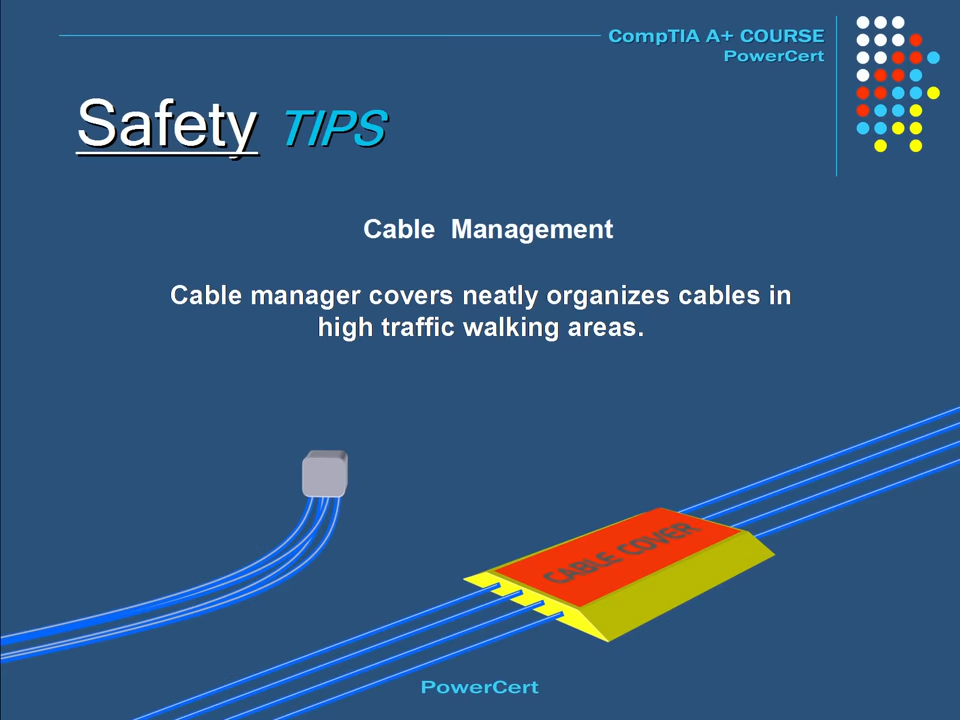 CompTIA A+ COURSE
PowerCert
Safety TIPS
Cable Management
Cable manager covers neatly organizes cables in
high traffic walking areas.
CABLE COVER
PowerCert